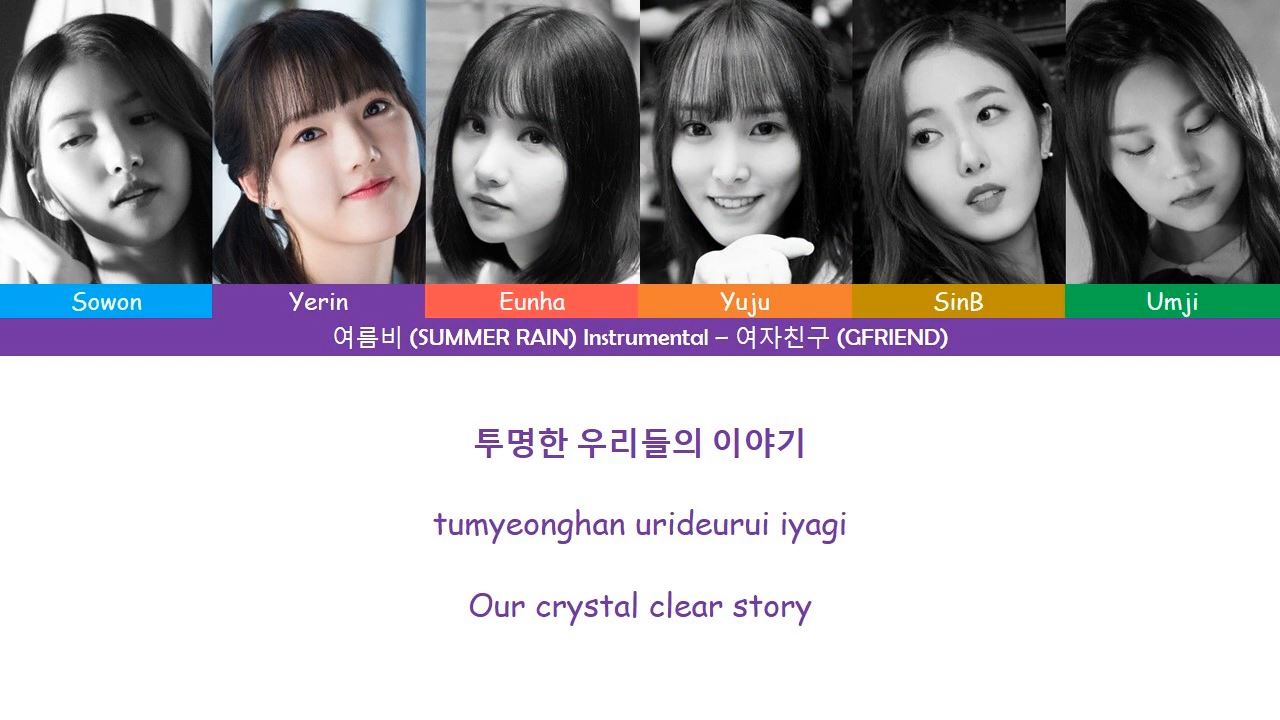 Sowon Yerin Eunha Yuju SinB Umji
여름비 (SUMMER RAIN) Instrumental – 여자친구 (GFRIEND)
투명한 우리들의 이야기
tumyeonghan urideurui iyagi
Our crystal clear story